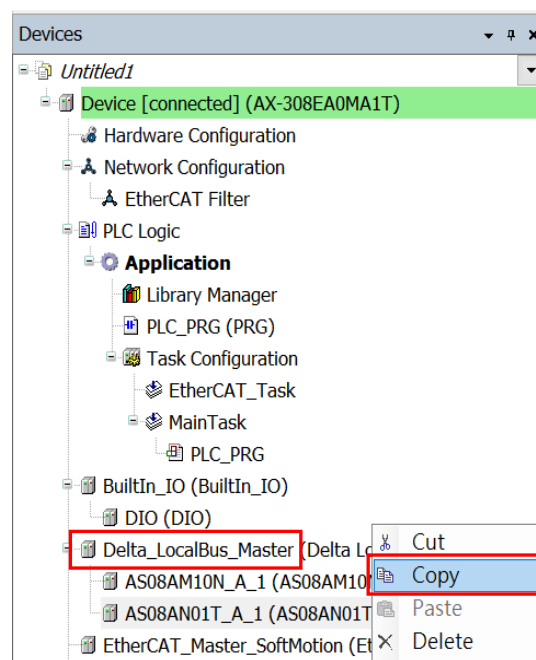 Devices
Untitled1
Device [connected] (AX-308EA0MA1T)
Hardware Configuration
Network Configuration
EtherCAT Filter
PLC Logic
Application
Library Manager
PLC_PRG (PRG)
Task Configuration
EtherCAT_Task
MainTask
PLC_PRG
BuiltIn_IO (BuiltIn_IO)
DIO (DIO)
Delta_LocalBus_Master (Delta Lo
Cut
AS08AM10N_A_1 (AS08AM10
Copy
AS08AN01T_A_1 (AS08AN01T
Paste
EtherCAT_Master_SoftMotion (Et
Delete